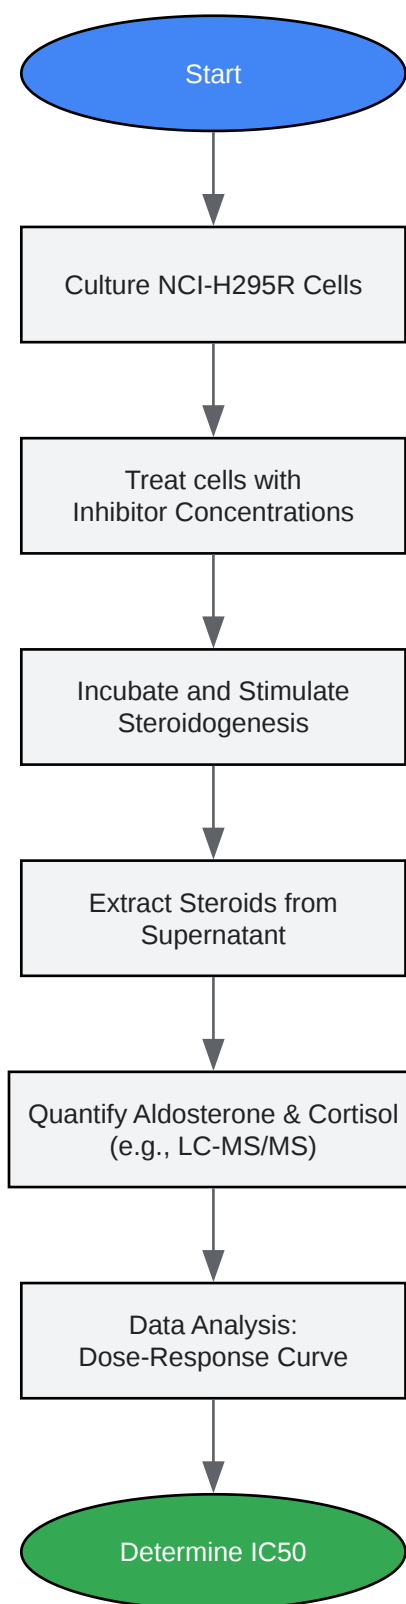 Start
Culture NCI-H295R Cells
Treat cells with
Inhibitor Concentrations
Incubate and Stimulate
Steroidogenesis
Extract Steroids from
Supernatant
Quantify Aldosterone & Cortisol
(e.g., LC-MS/MS)
Data Analysis:
Dose-Response Curve
Determine IC50